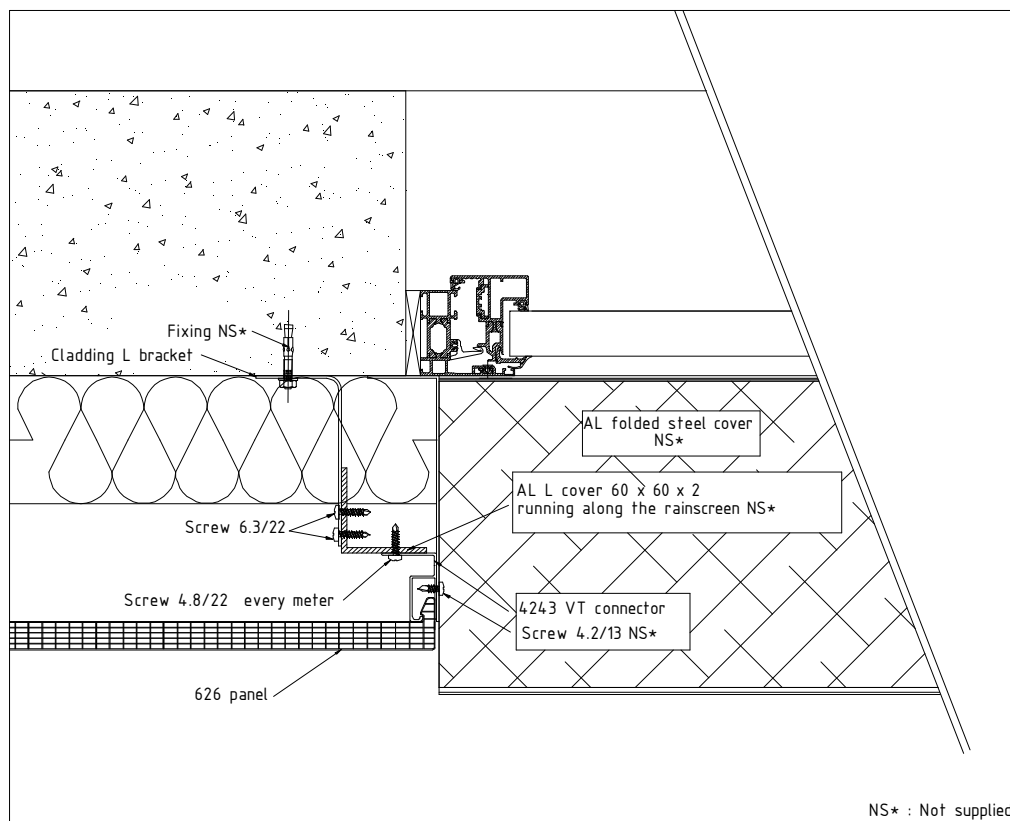 Fixing NS*
Cladding L bracket
AL folded steel cover
NS*
AL L cover 60 x 60 x 2
running along the rainscreen NS*
Screw 6.3/22
Screw 4.8/22 every meter
4243 VT connector
Screw 4.2/13 NS*
626 panel
NS* : Not supplied